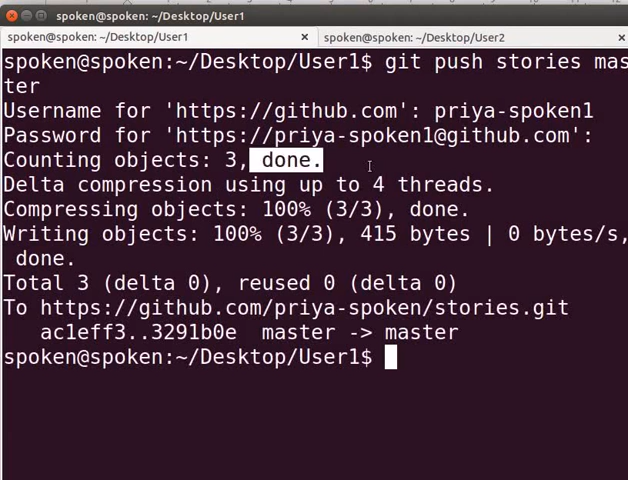 spoken@spoken: ~/Desktop/User1
spoken@spoken: ~/Desktop/User1 × spoken@spoken: ~/Desktop/User2 ×
spoken@spoken:~/Desktop/User1$ git push stories mas
ter
Username for 'https://github.com': priya-spoken1
Password for 'https://priya-spoken1@github.com':
Counting objects: 3, done.
Delta compression using up to 4 threads.
Compressing objects: 100% (3/3), done.
Writing objects: 100% (3/3), 415 bytes | 0 bytes/s,
 done.
Total 3 (delta 0), reused 0 (delta 0)
To https://github.com/priya-spoken/stories.git
   ac1eff3..3291b0e  master -> master
spoken@spoken:~/Desktop/User1$